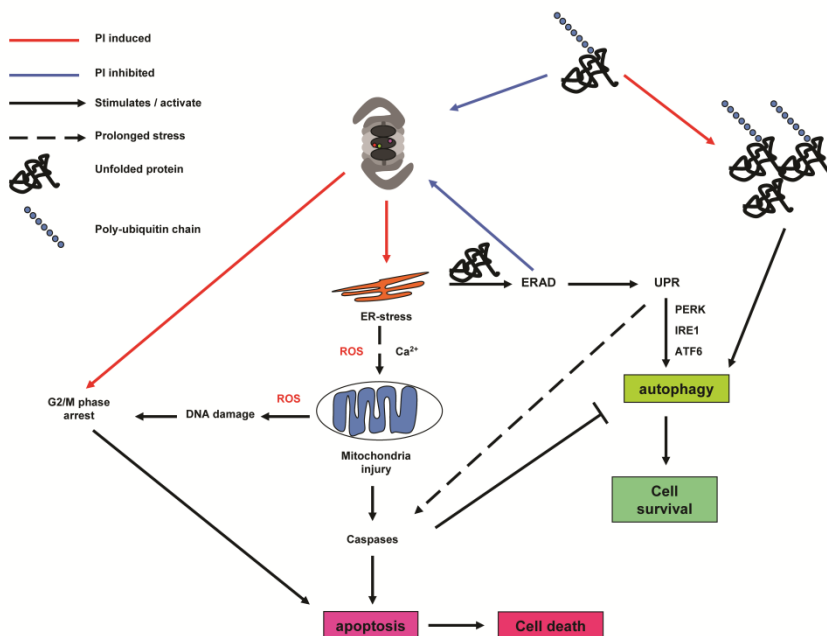 PI induced
PI inhibited
Stimulates / activate
Prolonged stress
Unfolded protein
Poly-ubiquitin chain
ERAD
UPR
ER-stress
PERK
IRE1
ATF6
ROS
Ca²⁺
autophagy
ROS
G2/M phase
arrest
DNA damage
Mitochondria
injury
Cell
survival
Caspases
apoptosis
Cell death